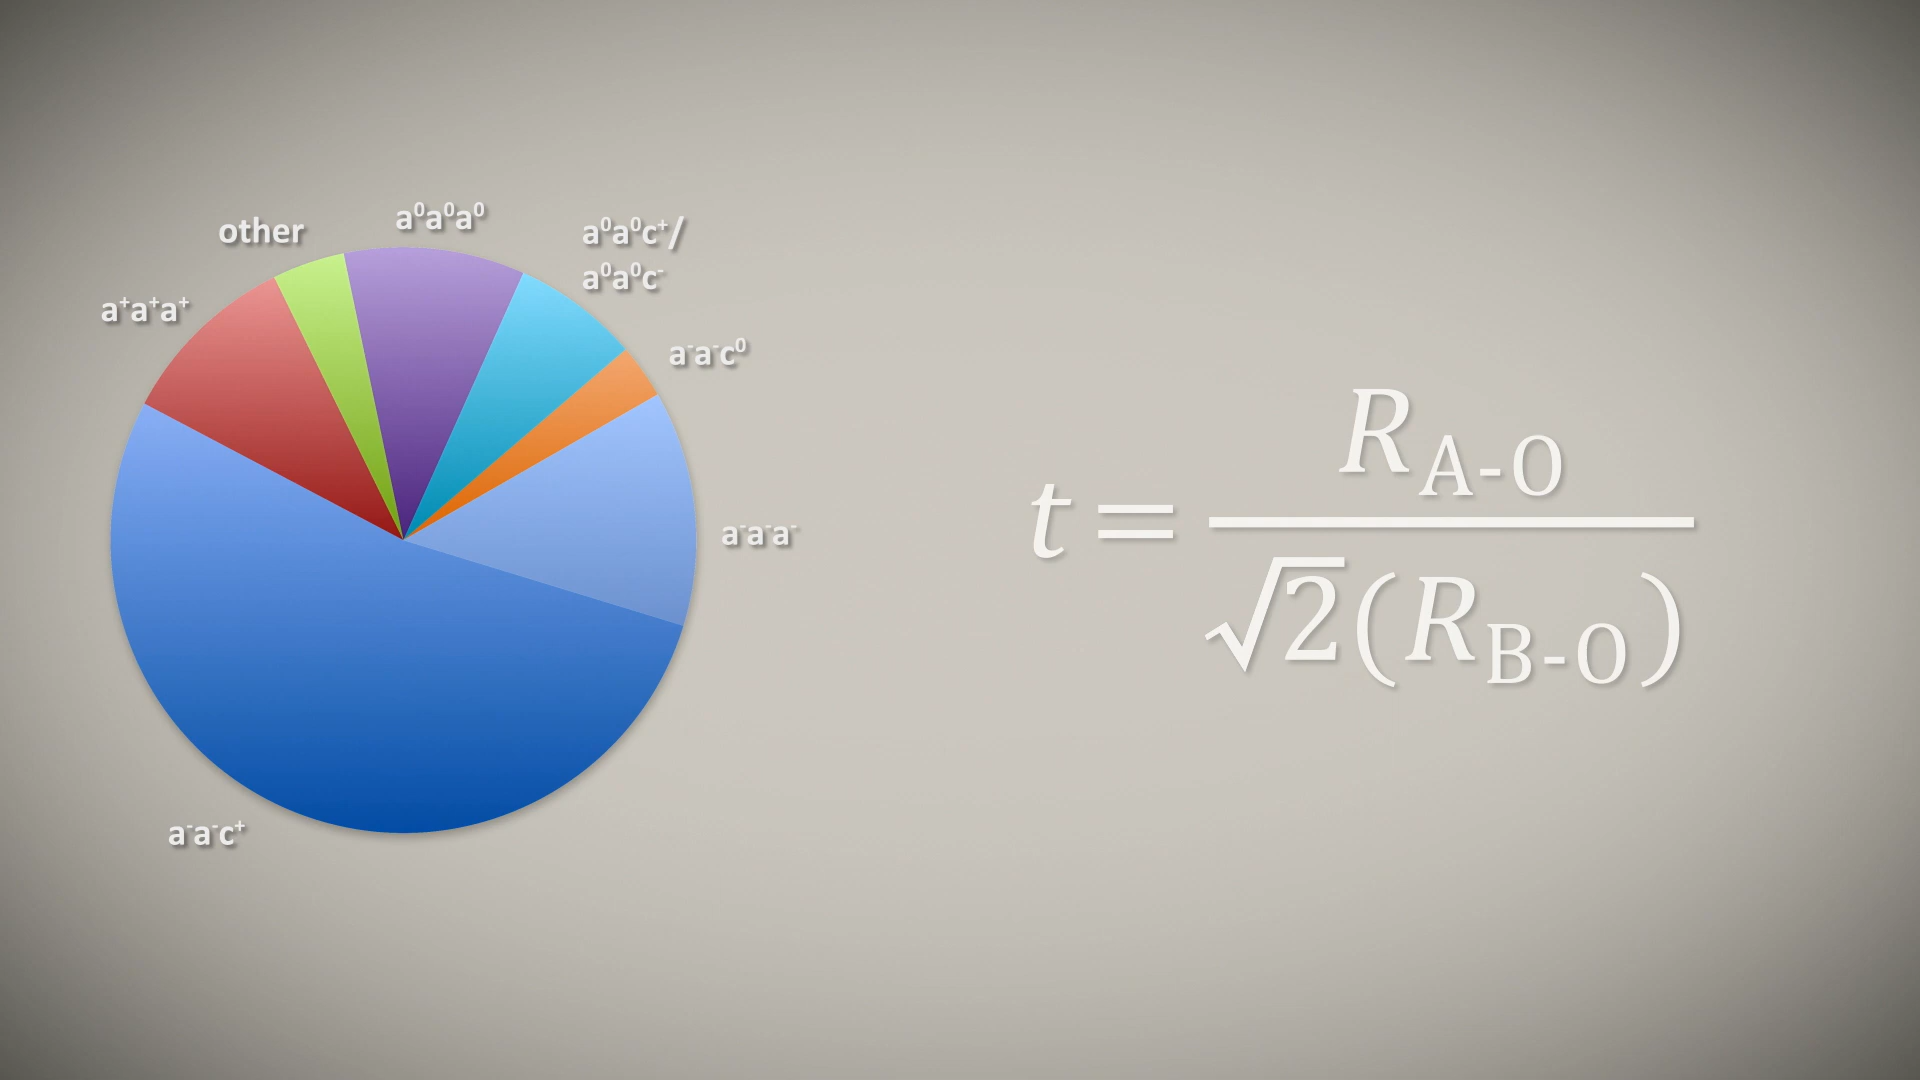 other
a⁰a⁰a⁰
a⁰a⁰c⁺/
a⁰a⁰c⁻
a⁺a⁺a⁺
a⁻a⁻c⁰
a⁻a⁻a⁻
a⁻a⁻c⁺
t = R_A-O / √2(R_B-O)